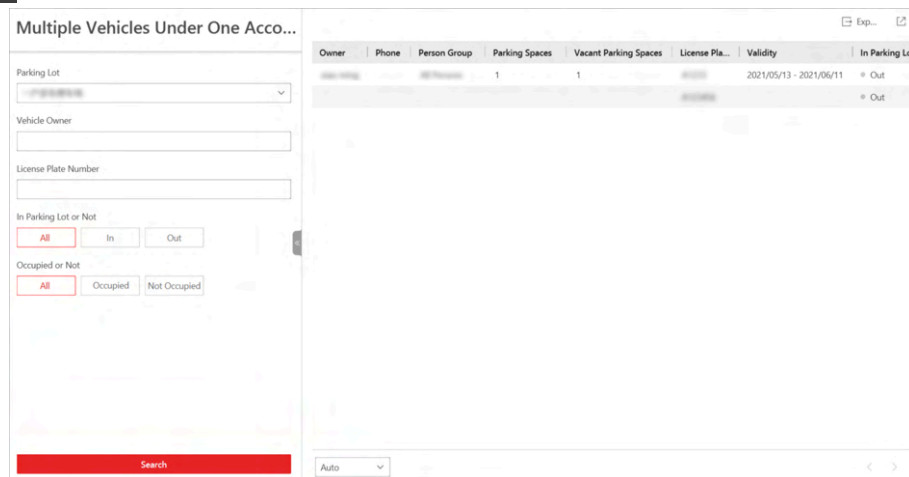 Multiple Vehicles Under One Acco...
Exp...
Owner Phone Person Group Parking Spaces Vacant Parking Spaces License Pla... Validity In Parking Lo
Parking Lot
1 1 2021/05/13 - 2021/06/11 Out
Out
Vehicle Owner
License Plate Number
In Parking Lot or Not
All In Out
Occupied or Not
All Occupied Not Occupied
Search
Auto